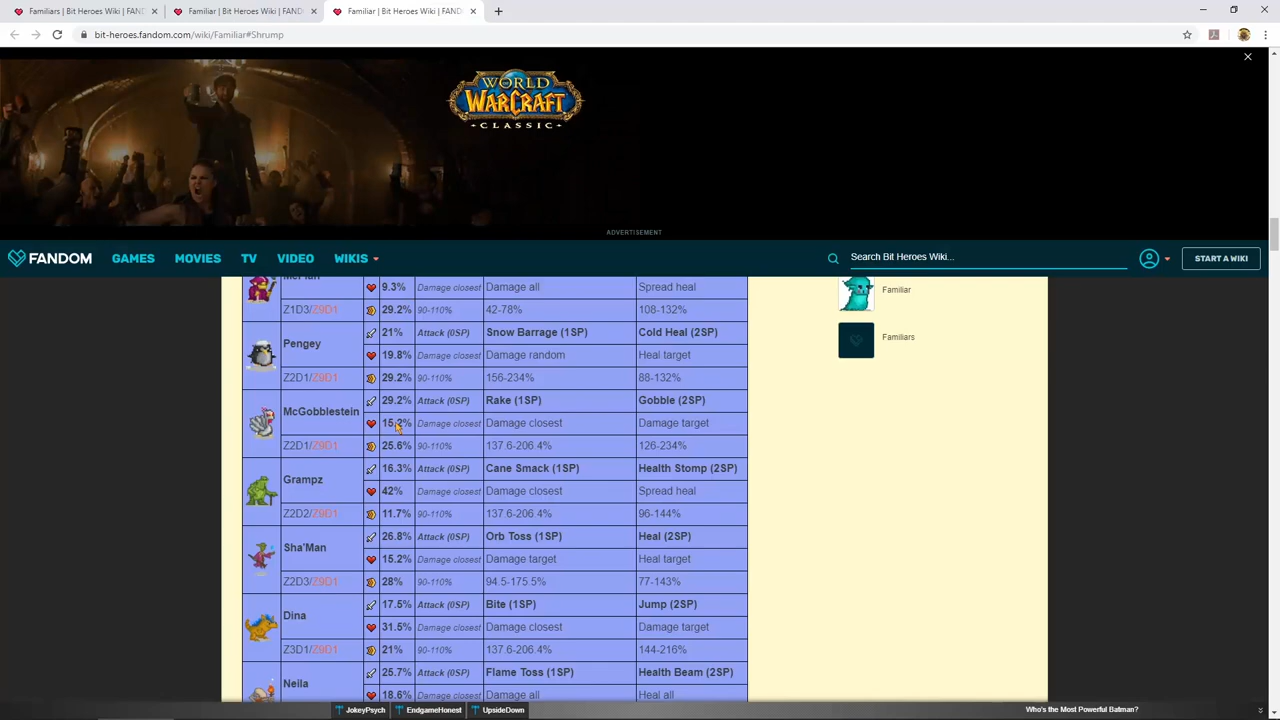 Families | Bit Heroes Wiki | FAND
Familiar | Bit Heroes Wiki | FAND
Familiar | Bit Heroes Wiki | FAND
bit-heroes.fandom.com/wiki/Familiar#Shrump
WORLD
WARCRAFT
CLASSIC
ADVERTISEMENT
FANDOM GAMES MOVIES TV VIDEO WIKIS Search Bit Heroes Wiki... START A WIKI
9.3% Damage closest Damage all Spread heal
Z1D3/Z9D1 29.2% 90-110% 42-78% 108-132%
Pengey 21% Attack (0SP) Snow Barrage (1SP) Cold Heal (2SP)
19.8% Damage closest Damage random Heal target
Z2D1/Z9D1 29.2% 90-110% 156-234% 88-132%
McGobblestein 29.2% Attack (0SP) Rake (1SP) Gobble (2SP)
15.2% Damage closest Damage closest Damage target
Z2D1/Z9D1 25.6% 90-110% 137.6-206.4% 126-234%
Grampz 16.3% Attack (0SP) Cane Smack (1SP) Health Stomp (2SP)
42% Damage closest Damage closest Spread heal
Z2D2/Z9D1 11.7% 90-110% 137.6-206.4% 96-144%
Sha'Man 26.8% Attack (0SP) Orb Toss (1SP) Heal (2SP)
15.2% Damage closest Damage target Heal target
Z2D3/Z9D1 28% 90-110% 94.5-175.5% 77-143%
Dina 17.5% Attack (0SP) Bite (1SP) Jump (2SP)
31.5% Damage closest Damage closest Damage target
Z3D1/Z9D1 21% 90-110% 137.6-206.4% 144-216%
Neila 25.7% Attack (0SP) Flame Toss (1SP) Health Beam (2SP)
18.6% Damage closest Damage all Heal all
Familiar
Familiars
JokeyPsych EndgameHonest UpsideDown Who's the Most Powerful Batman?